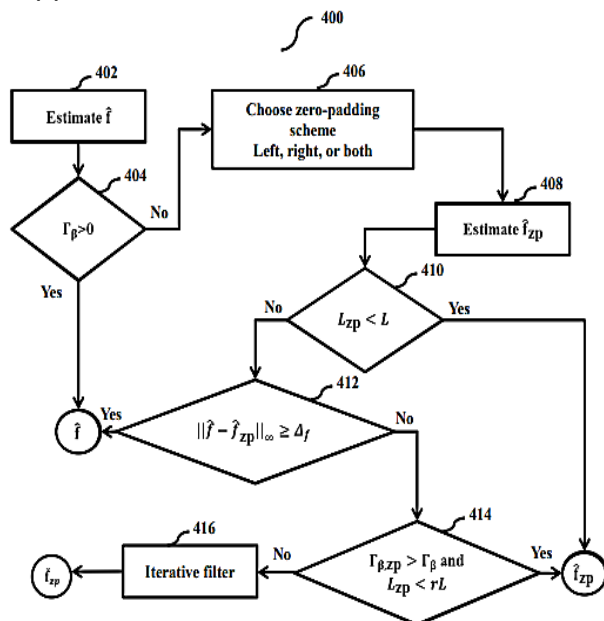 400
402
Estimate f̂
404
Γβ>0
No
Yes
406
Choose zero-padding
scheme
Left, right, or both
408
Estimate f̂zp
410
Lzp < L
No
Yes
412
||f̂ − f̂zp||∞ ≥ Δf
Yes
No
f̂
414
Γβ,zp > Γβ and
Lzp < rL
No
Yes
416
Iterative filter
f̌zp
f̂zp